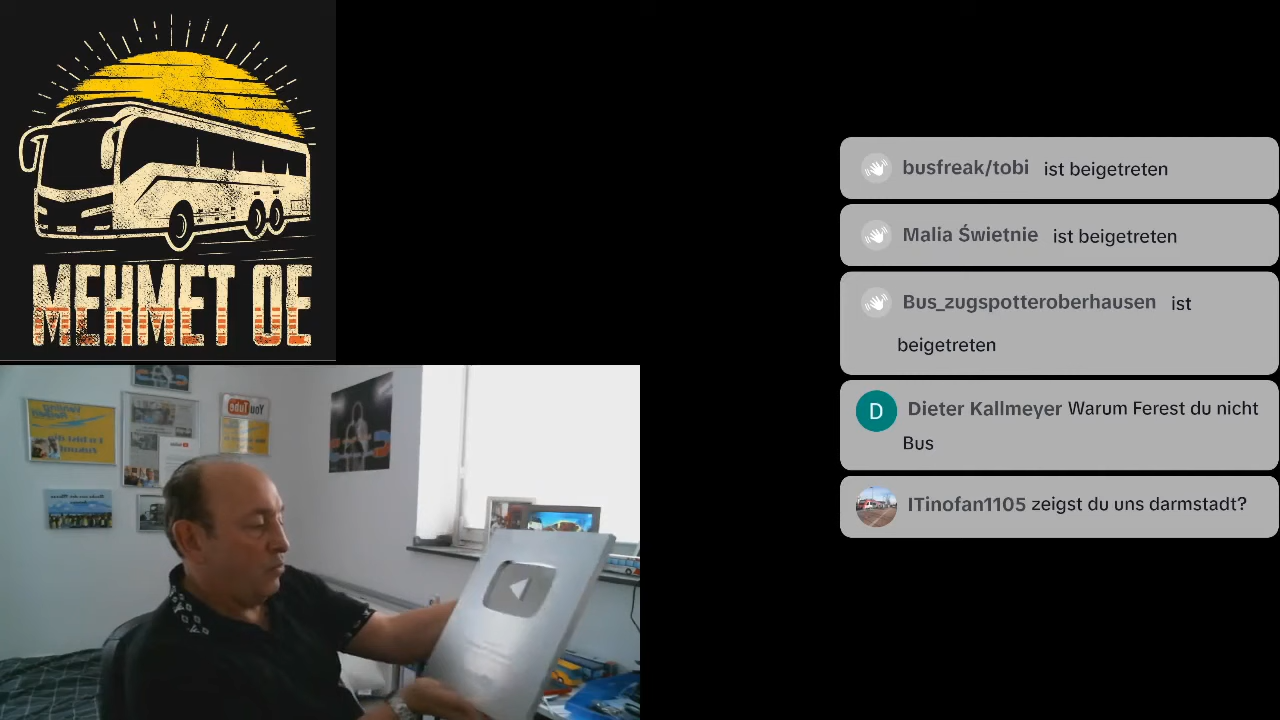 MEHMET OE
busfreak/tobi ist beigetreten
Malia Świetnie ist beigetreten
Bus_zugspotteroberhausen ist
beigetreten
D Dieter Kallmeyer Warum Ferest du nicht
Bus
ITinofan1105 zeigst du uns darmstadt?
YouTube